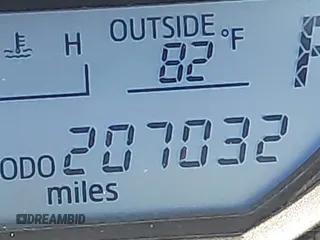 H OUTSIDE °F
82
ODO 207032
miles
DREAMBID